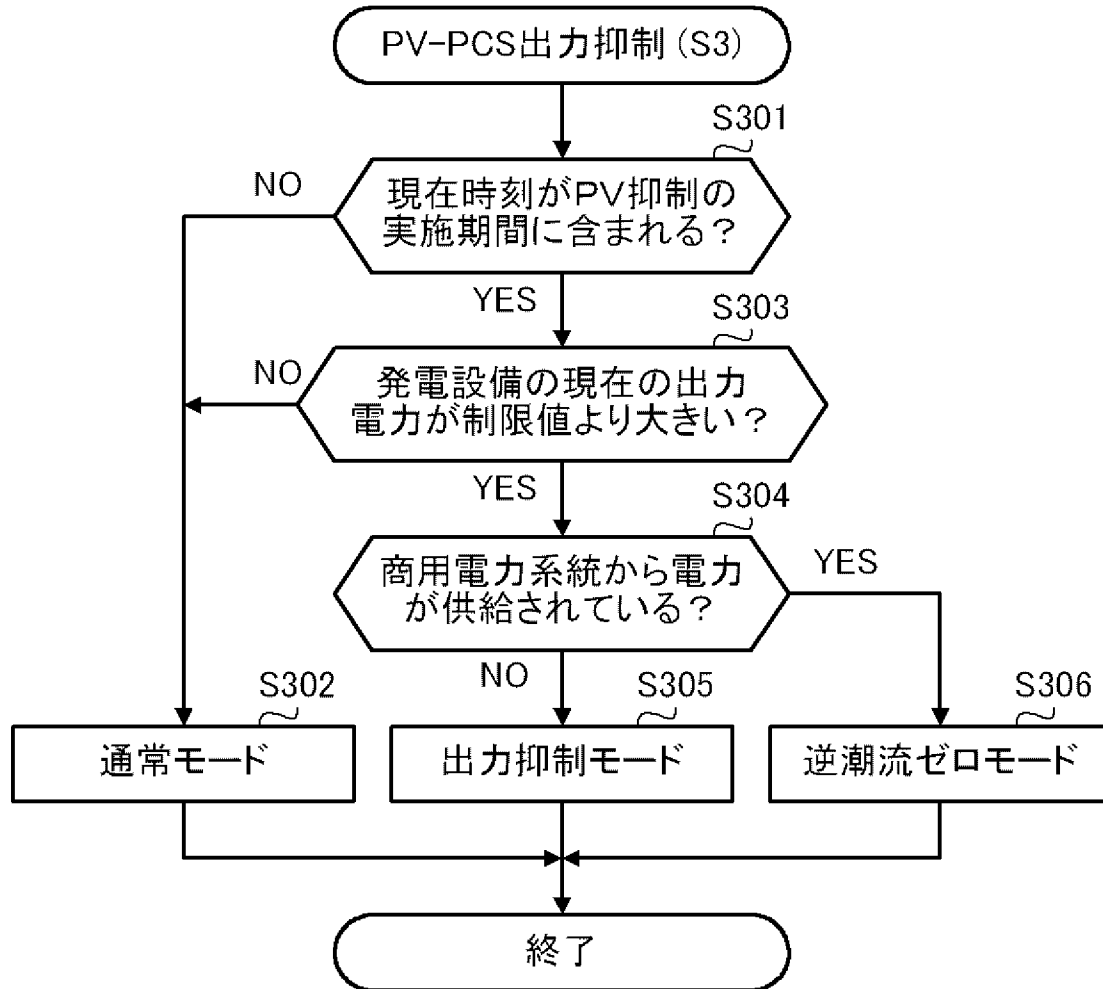 PV-PCS出力抑制(S3)
S301
NO
現在時刻がPV抑制の
実施期間に含まれる?
YES
S303
NO
発電設備の現在の出力
電力が制限値より大きい?
YES
S304
商用電力系統から電力
が供給されている?
YES
NO
S302
S305
S306
通常モード
出力抑制モード
逆潮流ゼロモード
終了